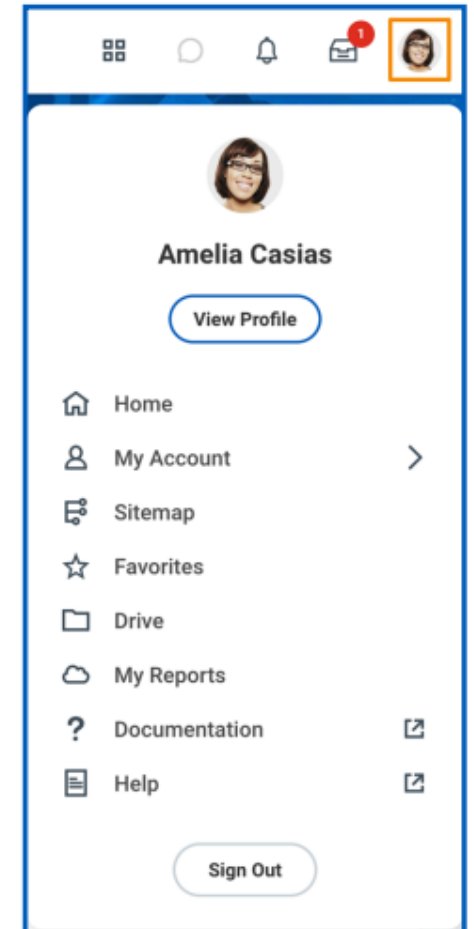 1
Amelia Casias
View Profile
Home
My Account
Sitemap
Favorites
Drive
My Reports
Documentation
Help
Sign Out